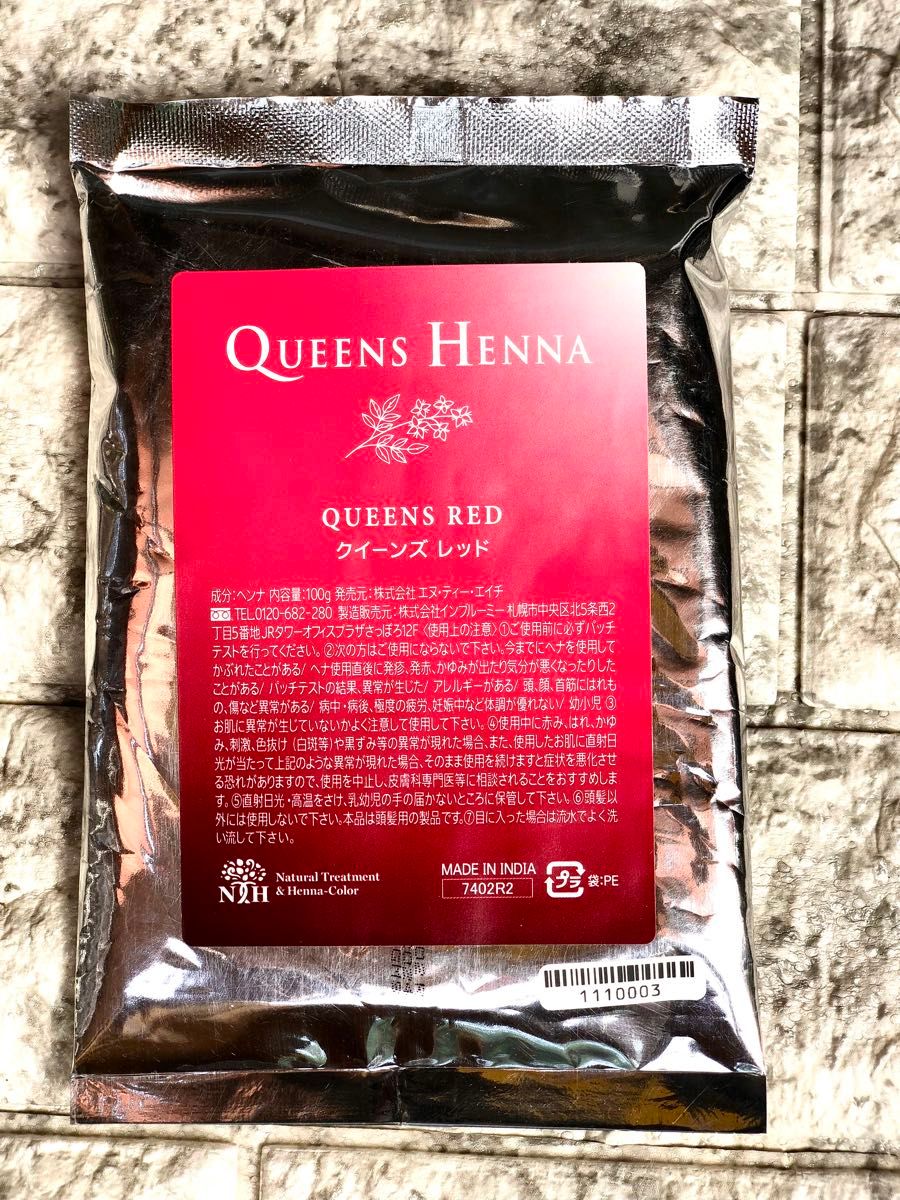 QUEENS HENNA
QUEENS RED
クイーンズ レッド
成分:ヘンナ 内容量:100g 発売元:株式会社 エヌ・ティー・エイチ
TEL0120-682-280 製造販売元:株式会社インブルーミー 札幌市中央区北5条西2
丁目5番地 JRタワーオフィスプラザさっぽろ12F 〈使用上の注意〉①ご使用前に必ずパッチ
テストを行ってください。②次の方はご使用にならないで下さい。今までにヘナを使用して
かぶれたことがある/ ヘナ使用直後に発疹、発赤、かゆみが出たり気分が悪くなったりした
ことがある/ パッチテストの結果、異常が生じた/ アレルギーがある/ 頭、顔、首筋にはれも
の、傷など異常がある/ 病中・病後、極度の疲労、妊娠中など体調が優れない/ 幼小児 ③
お肌に異常が生じていないかよく注意して使用して下さい。④使用中に赤み、はれ、かゆ
み、刺激、色抜け (白斑等)や黒ずみ等の異常が現れた場合、また、使用したお肌に直射日
光が当たって上記のような異常が現れた場合、そのまま使用を続けますと症状を悪化させ
る恐れがありますので、使用を中止し、皮膚科専門医等に相談されることをおすすめしま
す。⑤直射日光・高温をさけ、乳幼児の手の届かないところに保管して下さい。⑥頭髪以
外には使用しないで下さい。本品は頭髪用の製品です。⑦目に入った場合は流水でよく洗
い流して下さい。
NTH
Natural Treatment
& Henna-Color
MADE IN INDIA
7402R2
プラ 袋:PE
1110003